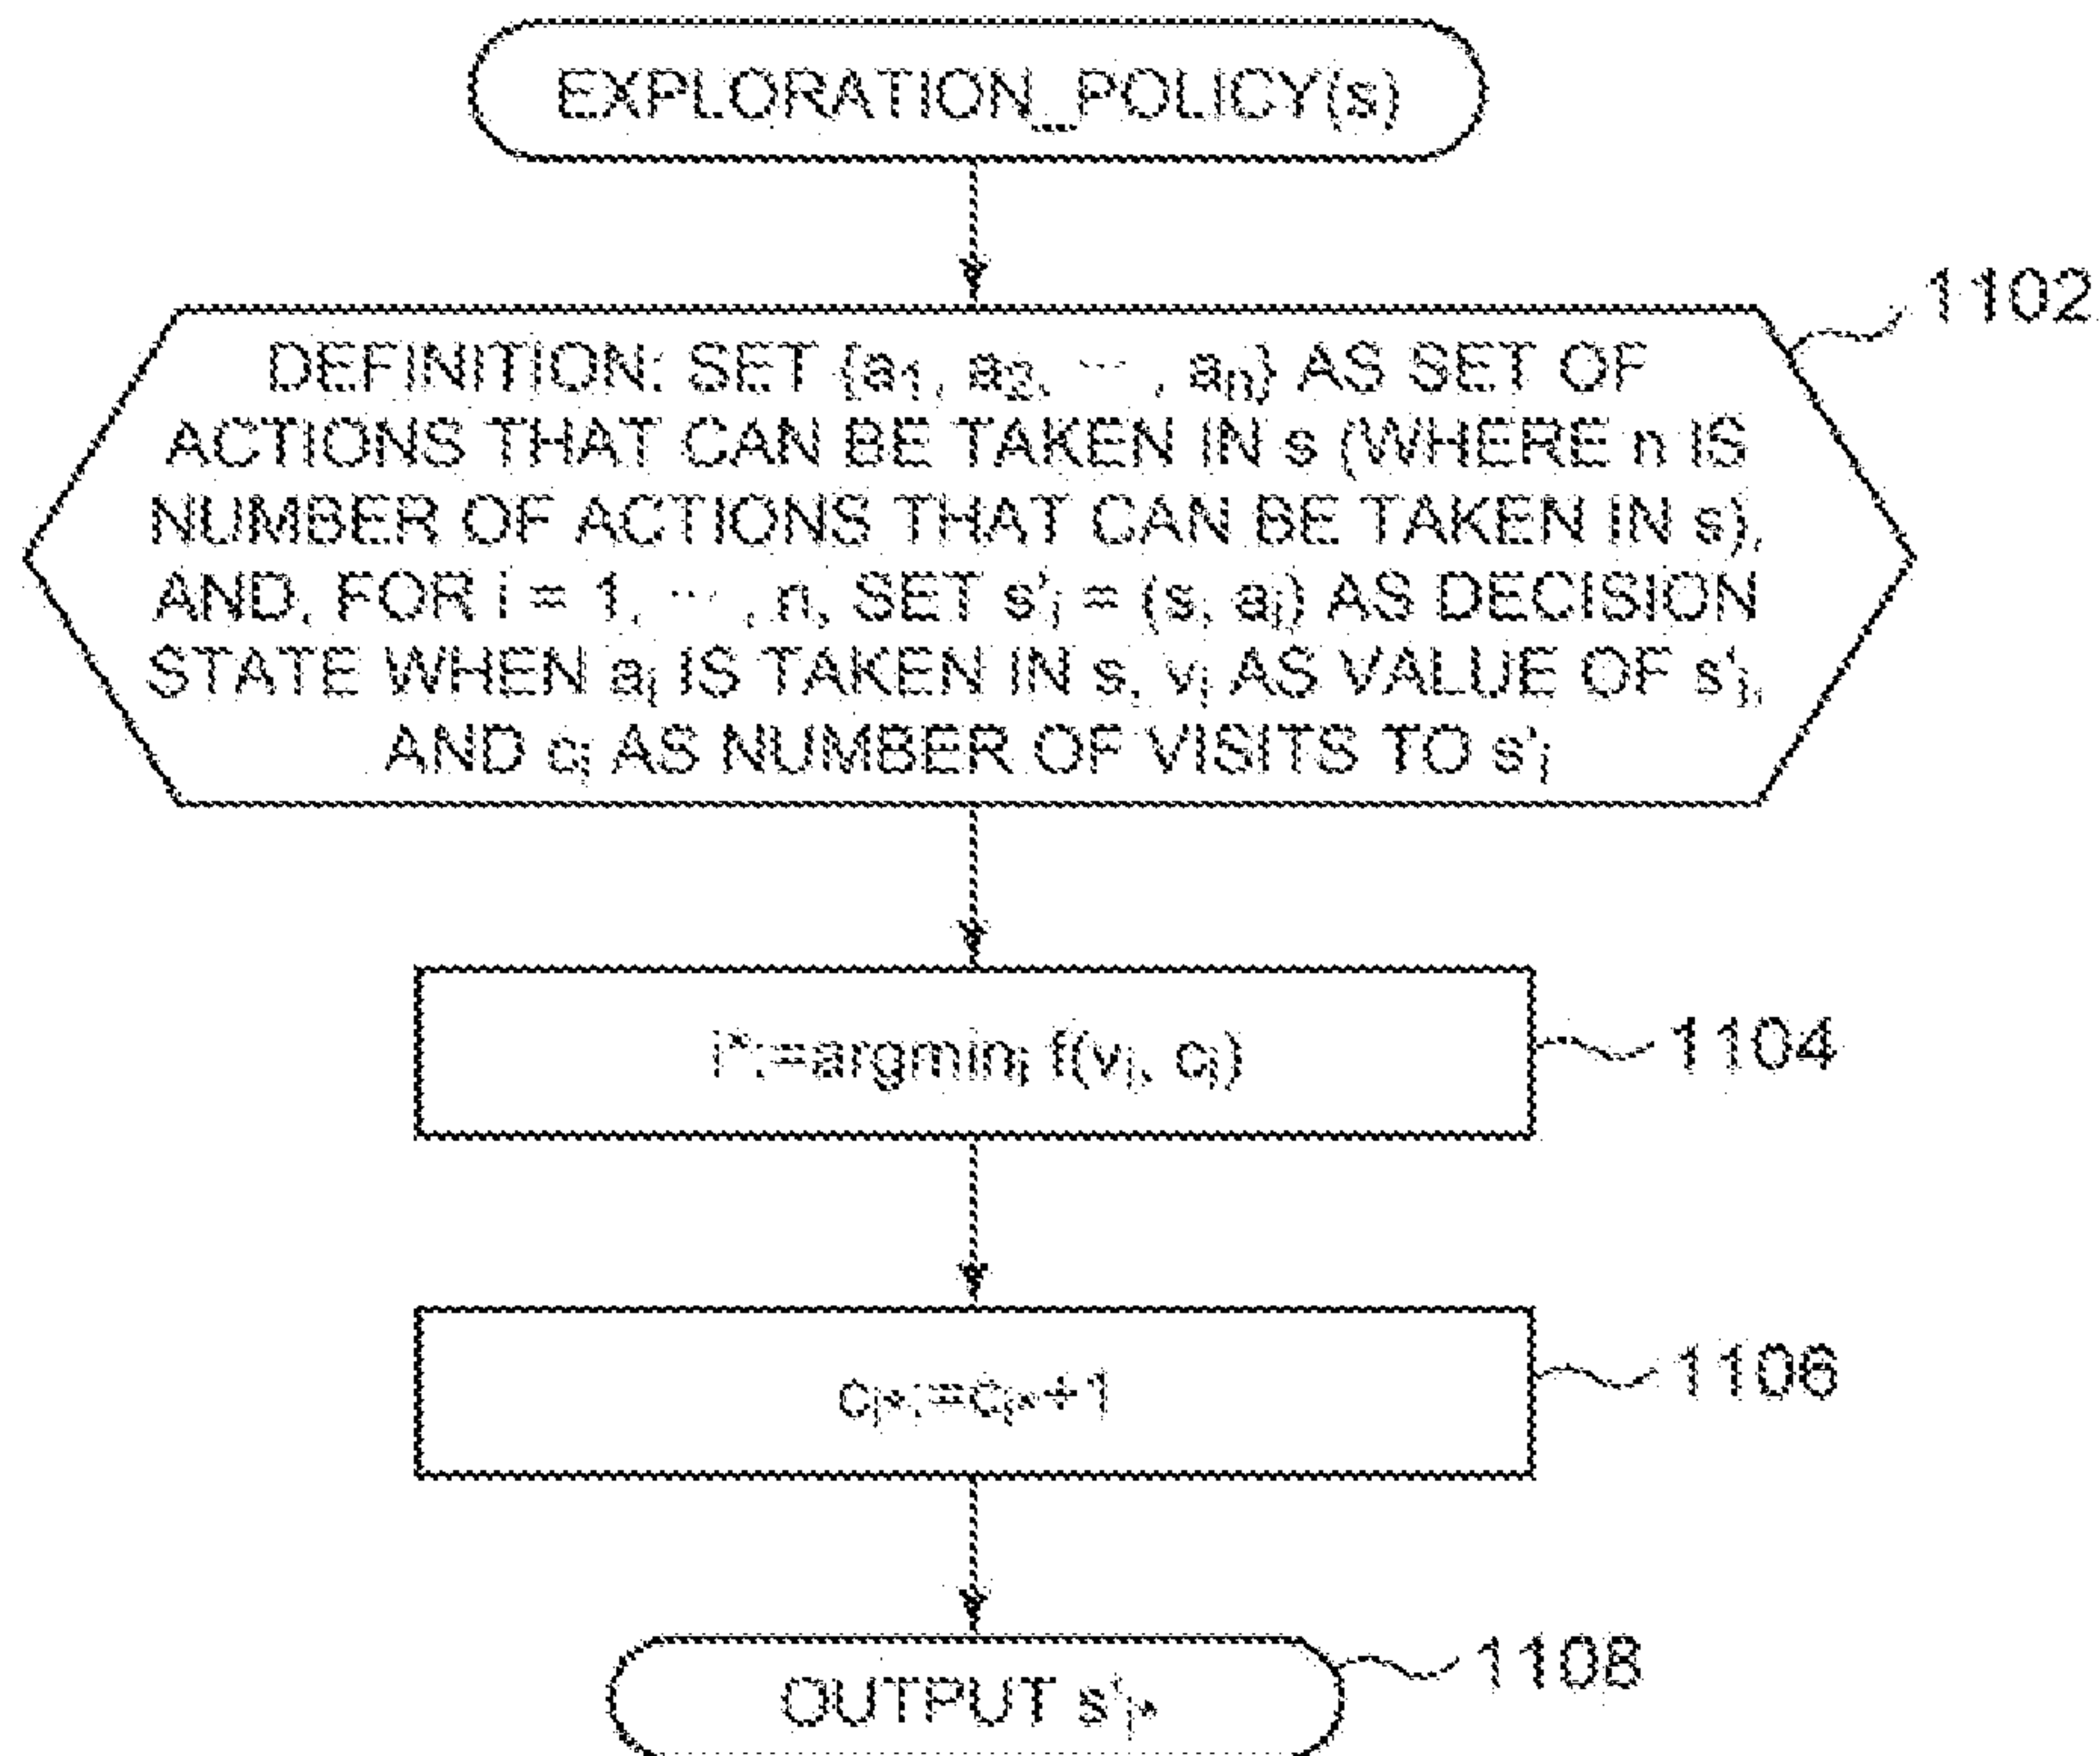 EXPLORATION_POLICY(s)
1102
DEFINITION: SET {a₁, a₂, ⋯ , aₙ} AS SET OF
ACTIONS THAT CAN BE TAKEN IN s (WHERE n IS
NUMBER OF ACTIONS THAT CAN BE TAKEN IN s),
AND, FOR i = 1, ⋯ , n, SET s'ᵢ = (s, aᵢ) AS DECISION
STATE WHEN aᵢ IS TAKEN IN s, vᵢ AS VALUE OF s'ᵢ,
AND cᵢ AS NUMBER OF VISITS TO s'ᵢ
i*:=argminᵢ f(vᵢ, cᵢ)
1104
cᵢ*:=cᵢ*+1
1106
OUTPUT s'ᵢ*
1108